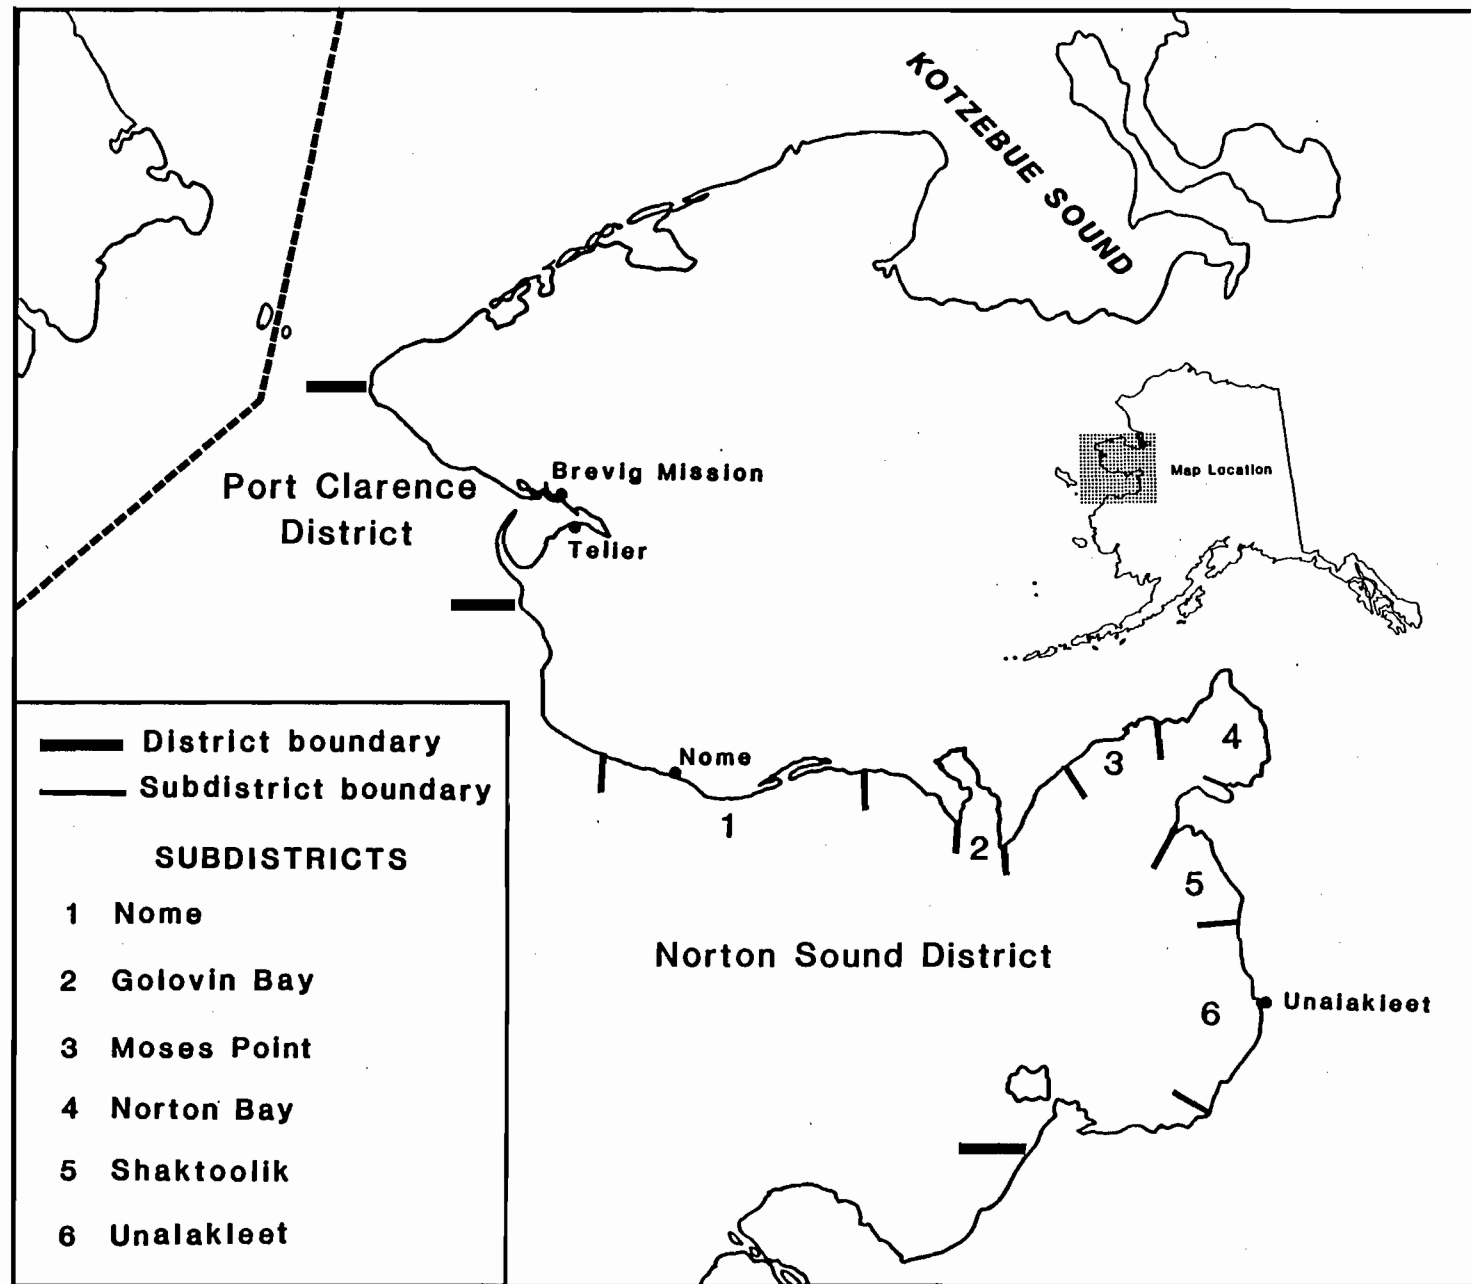 KOTZEBUE SOUND
Map Location
Brevig Mission
Port Clarence
District
Teller
District boundary
Subdistrict boundary
SUBDISTRICTS
1 Nome
2 Golovin Bay
3 Moses Point
4 Norton Bay
5 Shaktoolik
6 Unalakleet
Nome
1
2
3
4
5
6
Norton Sound District
Unalakleet